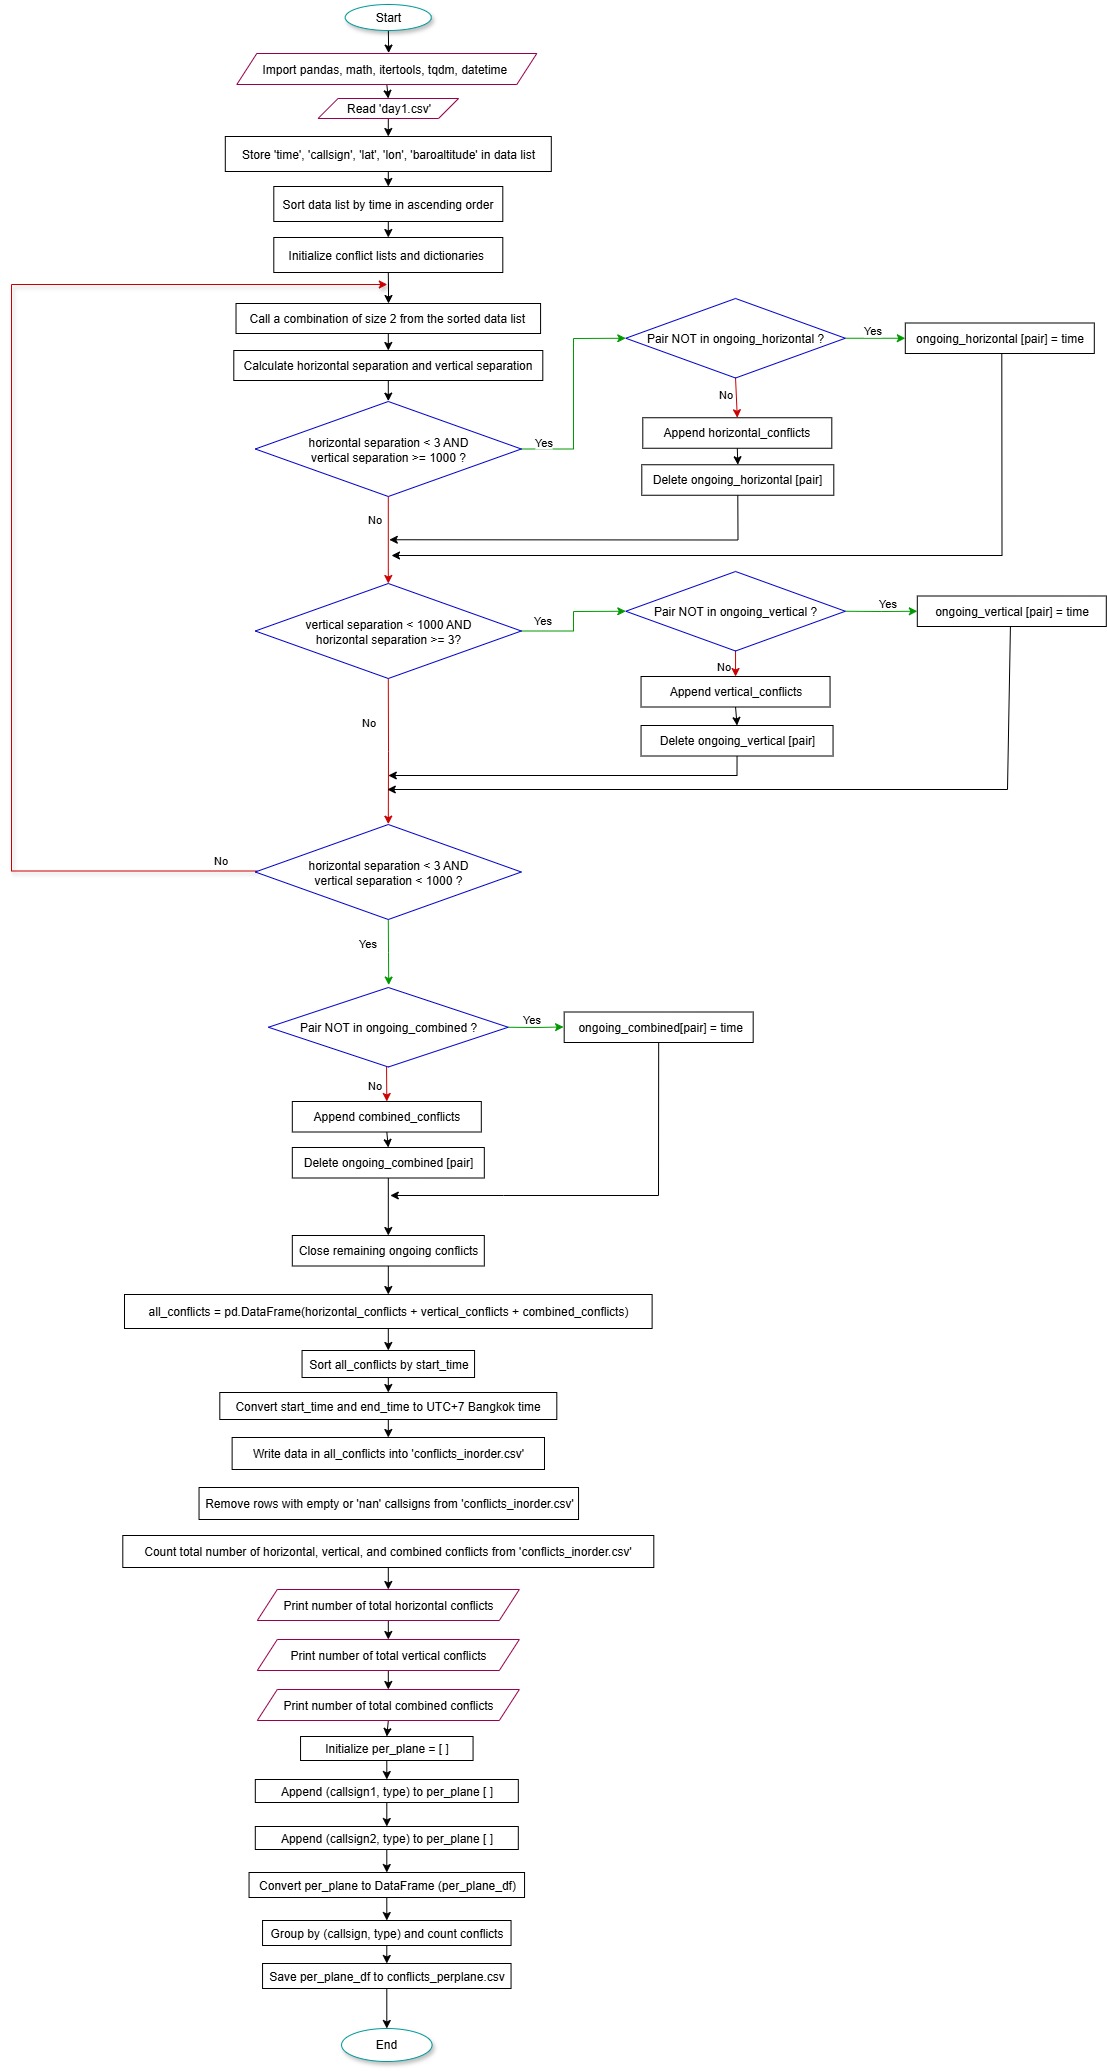 Start
Import pandas, math, itertools, tqdm, datetime
Read 'day1.csv'
Store 'time', 'callsign', 'lat', 'lon', 'baroaltitude' in data list
Sort data list by time in ascending order
Initialize conflict lists and dictionaries
Call a combination of size 2 from the sorted data list
Calculate horizontal separation and vertical separation
horizontal separation < 3 AND
vertical separation >= 1000 ?
Yes
Pair NOT in ongoing_horizontal ?
Yes
ongoing_horizontal [pair] = time
No
Append horizontal_conflicts
Delete ongoing_horizontal [pair]
No
vertical separation < 1000 AND
horizontal separation >= 3?
Yes
Pair NOT in ongoing_vertical ?
Yes
ongoing_vertical [pair] = time
No
Append vertical_conflicts
Delete ongoing_vertical [pair]
No
horizontal separation < 3 AND
vertical separation < 1000 ?
No
Yes
Pair NOT in ongoing_combined ?
Yes
ongoing_combined[pair] = time
No
Append combined_conflicts
Delete ongoing_combined [pair]
Close remaining ongoing conflicts
all_conflicts = pd.DataFrame(horizontal_conflicts + vertical_conflicts + combined_conflicts)
Sort all_conflicts by start_time
Convert start_time and end_time to UTC+7 Bangkok time
Write data in all_conflicts into 'conflicts_inorder.csv'
Remove rows with empty or 'nan' callsigns from 'conflicts_inorder.csv'
Count total number of horizontal, vertical, and combined conflicts from 'conflicts_inorder.csv'
Print number of total horizontal conflicts
Print number of total vertical conflicts
Print number of total combined conflicts
Initialize per_plane = [ ]
Append (callsign1, type) to per_plane [ ]
Append (callsign2, type) to per_plane [ ]
Convert per_plane to DataFrame (per_plane_df)
Group by (callsign, type) and count conflicts
Save per_plane_df to conflicts_perplane.csv
End